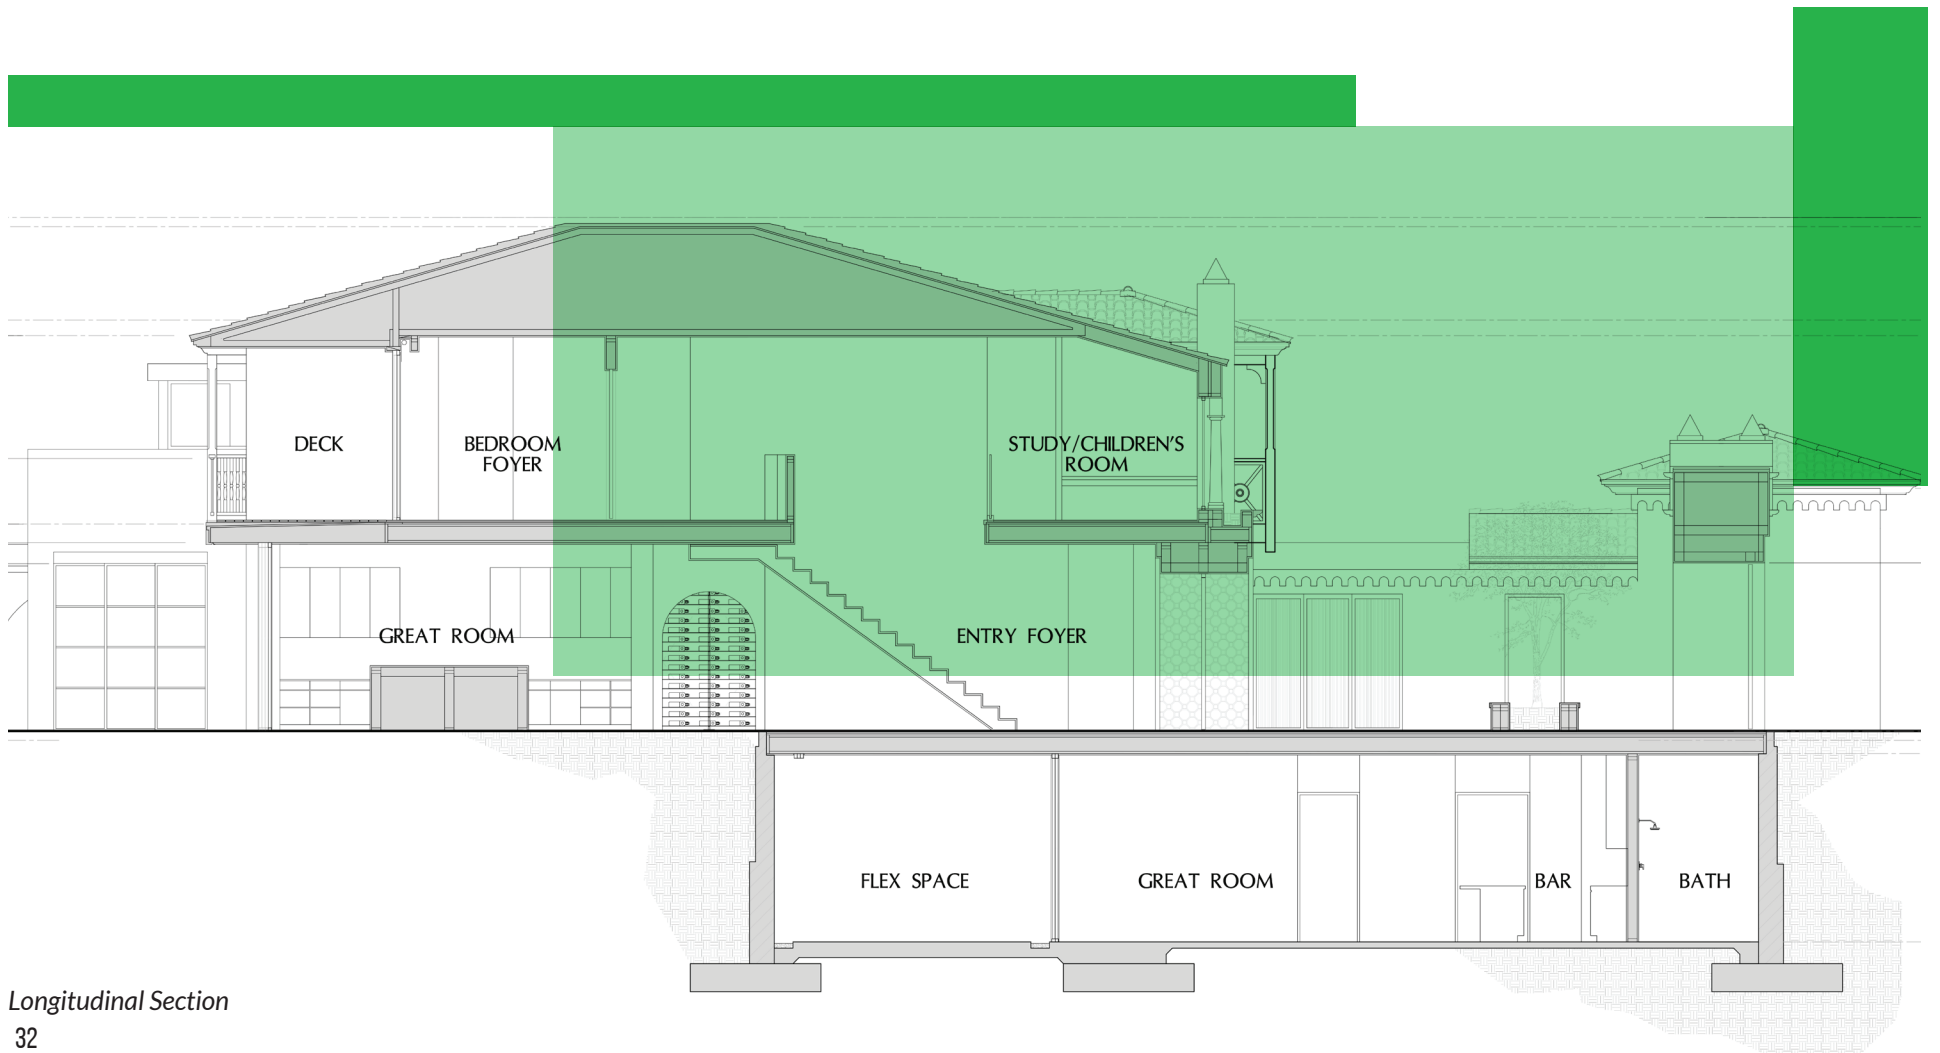 DECK
BEDROOM
FOYER
STUDY/CHILDREN'S
ROOM
GREAT ROOM
ENTRY FOYER
FLEX SPACE
GREAT ROOM
BAR
BATH
Longitudinal Section
32